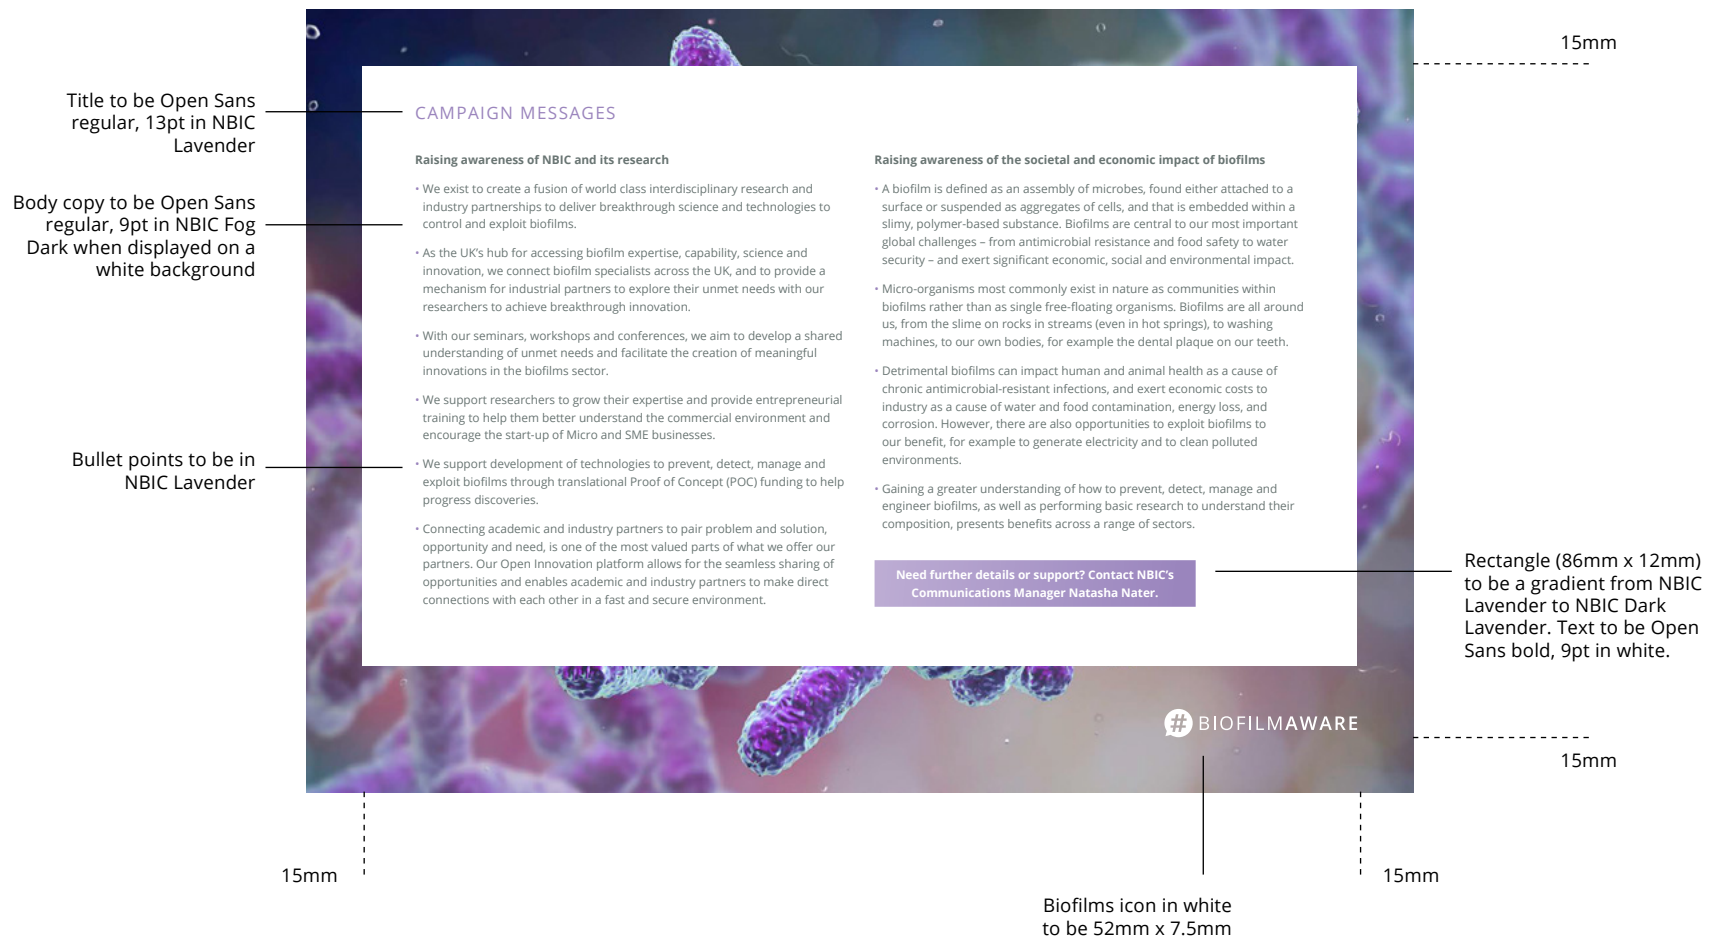 15mm
Title to be Open Sans
regular, 13pt in NBIC
Lavender
Body copy to be Open Sans
regular, 9pt in NBIC Fog
Dark when displayed on a
white background
Bullet points to be in
NBIC Lavender
CAMPAIGN MESSAGES
Raising awareness of NBIC and its research
• We exist to create a fusion of world class interdisciplinary research and
industry partnerships to deliver breakthrough science and technologies to
control and exploit biofilms.
• As the UK’s hub for accessing biofilm expertise, capability, science and
innovation, we connect biofilm specialists across the UK, and to provide a
mechanism for industrial partners to explore their unmet needs with our
researchers to achieve breakthrough innovation.
• With our seminars, workshops and conferences, we aim to develop a shared
understanding of unmet needs and facilitate the creation of meaningful
innovations in the biofilms sector.
• We support researchers to grow their expertise and provide entrepreneurial
training to help them better understand the commercial environment and
encourage the start-up of Micro and SME businesses.
• We support development of technologies to prevent, detect, manage and
exploit biofilms through translational Proof of Concept (POC) funding to help
progress discoveries.
• Connecting academic and industry partners to pair problem and solution,
opportunity and need, is one of the most valued parts of what we offer our
partners. Our Open Innovation platform allows for the seamless sharing of
opportunities and enables academic and industry partners to make direct
connections with each other in a fast and secure environment.
Raising awareness of the societal and economic impact of biofilms
• A biofilm is defined as an assembly of microbes, found either attached to a
surface or suspended as aggregates of cells, and that is embedded within a
slimy, polymer-based substance. Biofilms are central to our most important
global challenges – from antimicrobial resistance and food safety to water
security – and exert significant economic, social and environmental impact.
• Micro-organisms most commonly exist in nature as communities within
biofilms rather than as single free-floating organisms. Biofilms are all around
us, from the slime on rocks in streams (even in hot springs), to washing
machines, to our own bodies, for example the dental plaque on our teeth.
• Detrimental biofilms can impact human and animal health as a cause of
chronic antimicrobial-resistant infections, and exert economic costs to
industry as a cause of water and food contamination, energy loss, and
corrosion. However, there are also opportunities to exploit biofilms to
our benefit, for example to generate electricity and to clean polluted
environments.
• Gaining a greater understanding of how to prevent, detect, manage and
engineer biofilms, as well as performing basic research to understand their
composition, presents benefits across a range of sectors.
Need further details or support? Contact NBIC’s
Communications Manager Natasha Nater.
Rectangle (86mm x 12mm)
to be a gradient from NBIC
Lavender to NBIC Dark
Lavender. Text to be Open
Sans bold, 9pt in white.
# BIOFILMAWARE
15mm
15mm
15mm
Biofilms icon in white
to be 52mm x 7.5mm